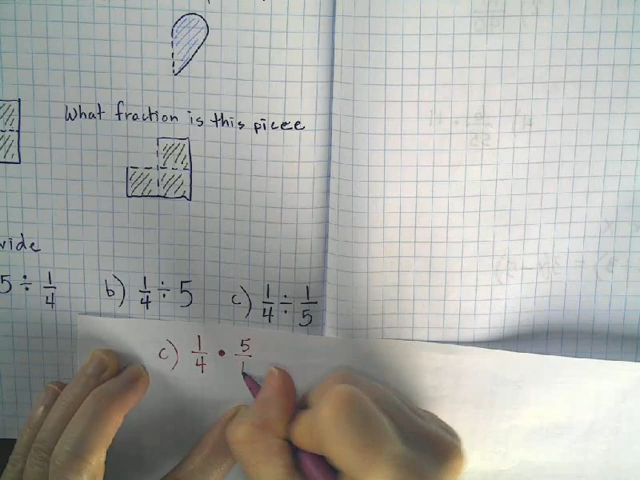 What fraction is this picee
vide
5 ÷ 1/4 b) 1/4 ÷ 5 c) 1/4 ÷ 1/5
c) 1/4 • 5/1